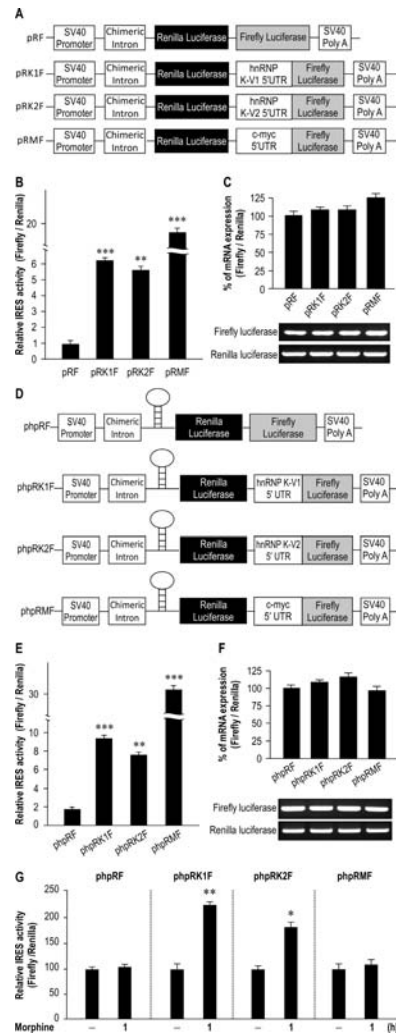 A
pRF
SV40 Promoter
Chimeric Intron
Renilla Luciferase
Firefly Luciferase
SV40 Poly A
pRK1F
SV40 Promoter
Chimeric Intron
Renilla Luciferase
hnRNP K-V1 5'UTR
Firefly Luciferase
SV40 Poly A
pRK2F
SV40 Promoter
Chimeric Intron
Renilla Luciferase
hnRNP K-V2 5'UTR
Firefly Luciferase
SV40 Poly A
pRMF
SV40 Promoter
Chimeric Intron
Renilla Luciferase
c-myc 5'UTR
Firefly Luciferase
SV40 Poly A
B
Relative IRES activity (Firefly / Renilla)
20
6
5
4
3
2
1
0
***
**
***
pRF
pRK1F
pRK2F
pRMF
C
% of mRNA expression (Firefly / Renilla)
125
100
75
50
25
0
pRF
pRK1F
pRK2F
pRMF
Firefly luciferase
Renilla luciferase
D
phpRF
SV40 Promoter
Chimeric Intron
Renilla Luciferase
Firefly Luciferase
SV40 Poly A
phpRK1F
SV40 Promoter
Chimeric Intron
Renilla Luciferase
hnRNP K-V1 5' UTR
Firefly Luciferase
SV40 Poly A
phpRK2F
SV40 Promoter
Chimeric Intron
Renilla Luciferase
hnRNP K-V2 5' UTR
Firefly Luciferase
SV40 Poly A
phpRMF
SV40 Promoter
Chimeric Intron
Renilla Luciferase
c-myc 5' UTR
Firefly Luciferase
SV40 Poly A
E
Relative IRES activity (Firefly / Renilla)
30
10
8
6
4
2
0
***
**
***
phpRF
phpRK1F
phpRK2F
phpRMF
F
% of mRNA expression (Firefly / Renilla)
125
100
75
50
25
0
phpRF
phpRK1F
phpRK2F
phpRMF
Firefly luciferase
Renilla luciferase
G
phpRF
phpRK1F
phpRK2F
phpRMF
Relative IRES activity (Firefly /Renilla)
250
200
150
100
50
0
**
*
Morphine
– 1 – 1 – 1 – 1 (h)